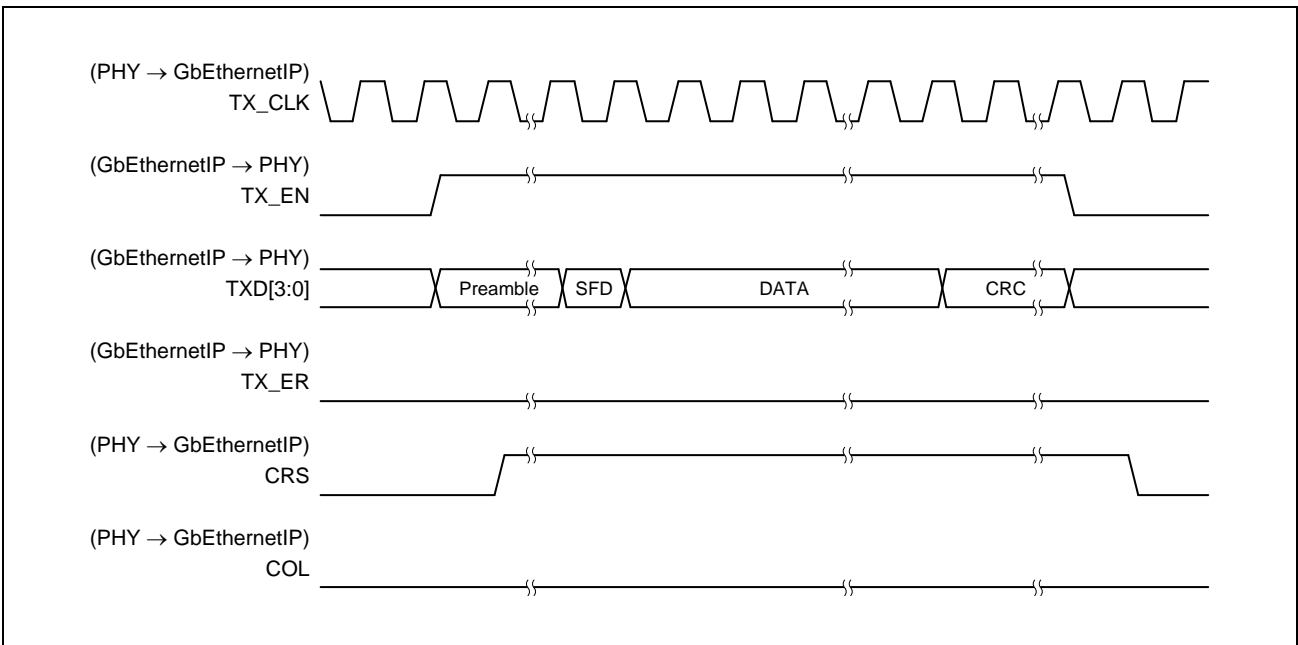 (PHY → GbEthernetIP)
TX_CLK
(GbEthernetIP → PHY)
TX_EN
(GbEthernetIP → PHY)
TXD[3:0]
Preamble SFD DATA CRC
(GbEthernetIP → PHY)
TX_ER
(PHY → GbEthernetIP)
CRS
(PHY → GbEthernetIP)
COL